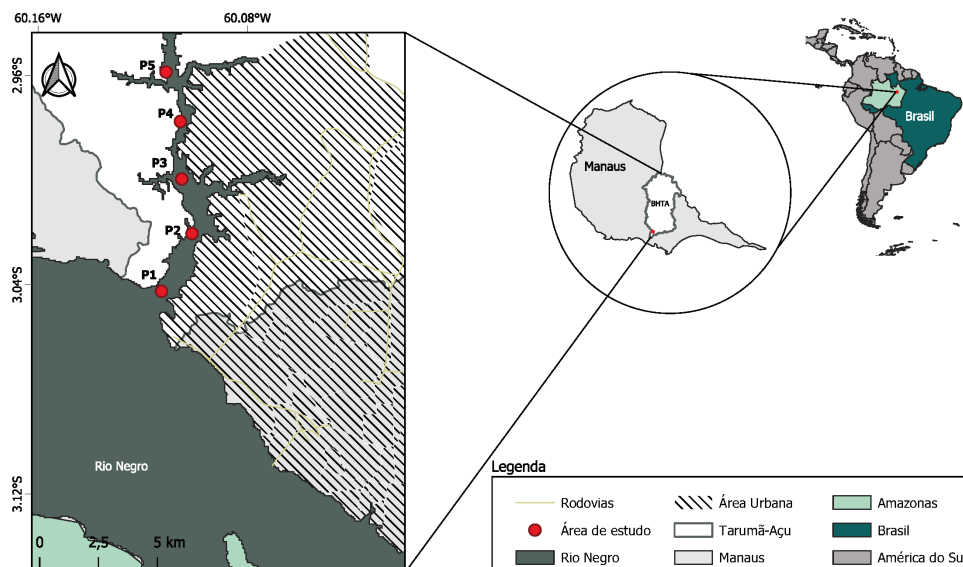 60.16°W
60.08°W
2.96°S
3.04°S
3.12°S
P5
P4
P3
P2
P1
Rio Negro
0 2,5 5 km
Manaus
BHTA
Brasil
Legenda
Rodovias
Área de estudo
Rio Negro
Área Urbana
Tarumã-Açu
Manaus
Amazonas
Brasil
América do Su